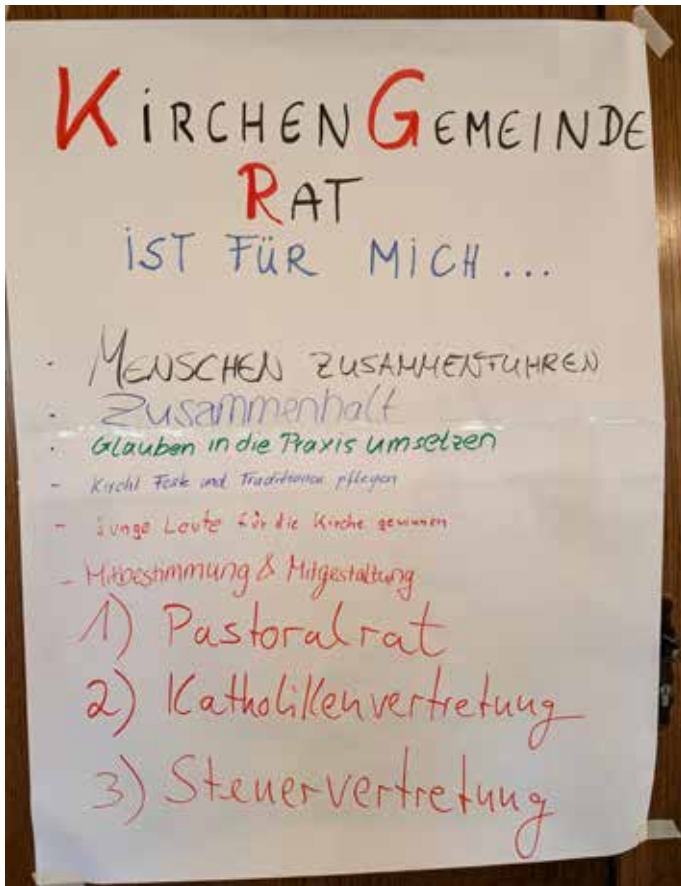 KIRCHENGEMEINDE
RAT
IST FÜR MICH ...
· MENSCHEN ZUSAMMENFÜHREN
· Zusammenhalt
· Glauben in die Praxis umsetzen
- Kirchl Feste und Traditionen pflegen
- Junge Leute für die Kirche gewinnen
- Mitbestimmung & Mitgestaltung
1) Pastoralrat
2) Katholikenvertretung
3) Steuervertretung